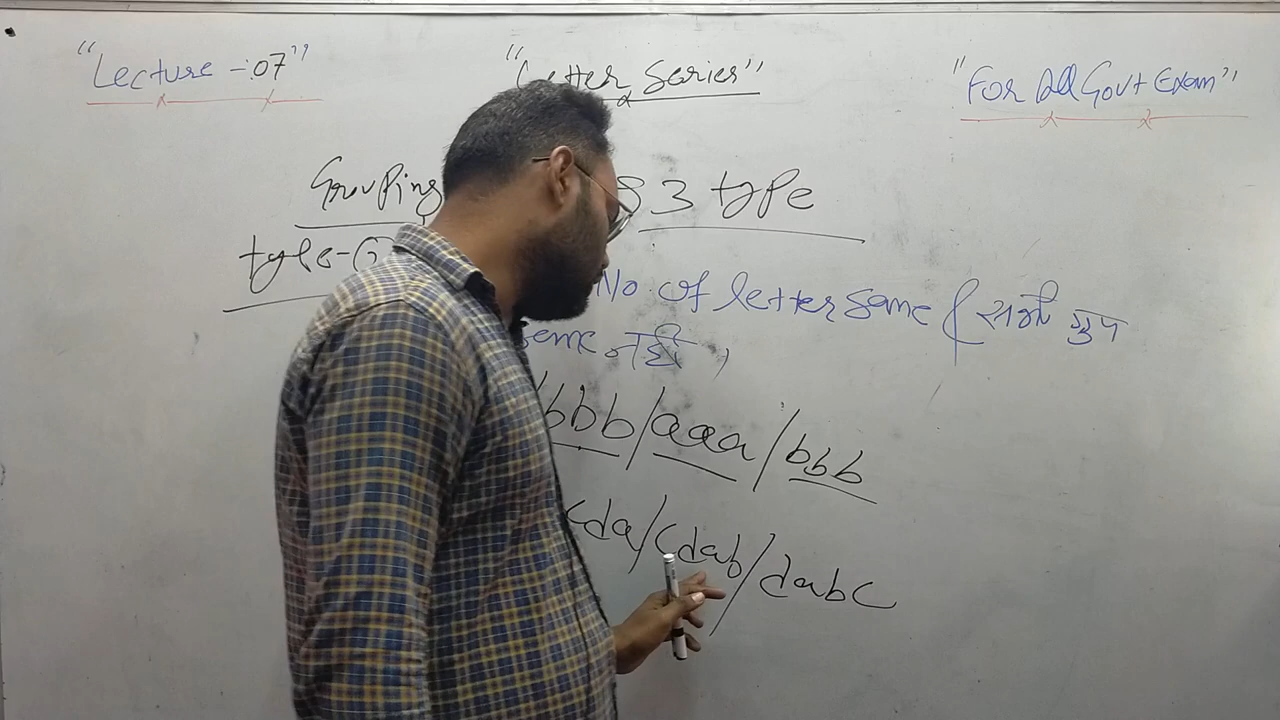 "Lecture -: 07"
"Letter Series"
"For All Govt Exam"
Grouping 3 type
type-
No of letter same { सभी ग्रुप
same नहीं ,
bbb/aaa/bbb
cda/cdab/dabc